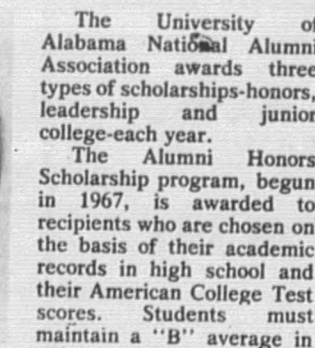 The University of
Alabama National Alumni
Association awards three
types of scholarships-honors,
leadership and junior
college-each year.
The Alumni Honors
Scholarship program, begun
in 1967, is awarded to
recipients who are chosen on
the basis of their academic
records in high school and
their American College Test
scores. Students must
maintain a "B" average in